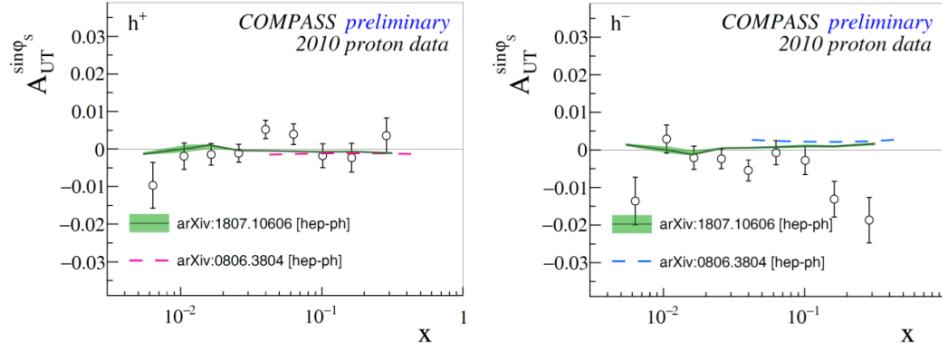 h⁺
COMPASS preliminary
2010 proton data
A_UT^sinφ_S
0.03
0.02
0.01
0
−0.01
−0.02
−0.03
arXiv:1807.10606 [hep-ph]
arXiv:0806.3804 [hep-ph]
10⁻²
10⁻¹
1
x
h⁻
COMPASS preliminary
2010 proton data
A_UT^sinφ_S
0.03
0.02
0.01
0
−0.01
−0.02
−0.03
arXiv:1807.10606 [hep-ph]
arXiv:0806.3804 [hep-ph]
10⁻²
10⁻¹
x